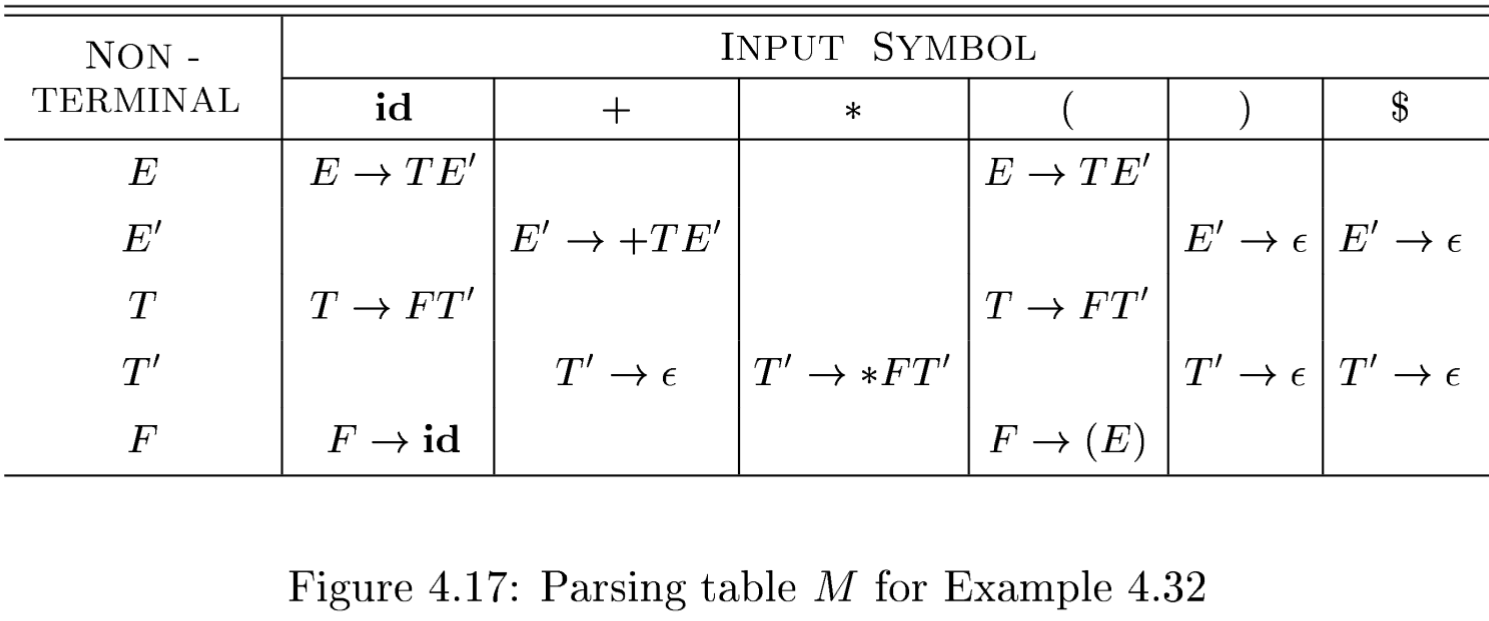 NON - INPUT SYMBOL
TERMINAL id + * ( ) $
E E → TE′ E → TE′
E′ E′ → +TE′ E′ → ϵ E′ → ϵ
T T → FT′ T → FT′
T′ T′ → ϵ T′ → *FT′ T′ → ϵ T′ → ϵ
F F → id F → (E)
Figure 4.17: Parsing table M for Example 4.32